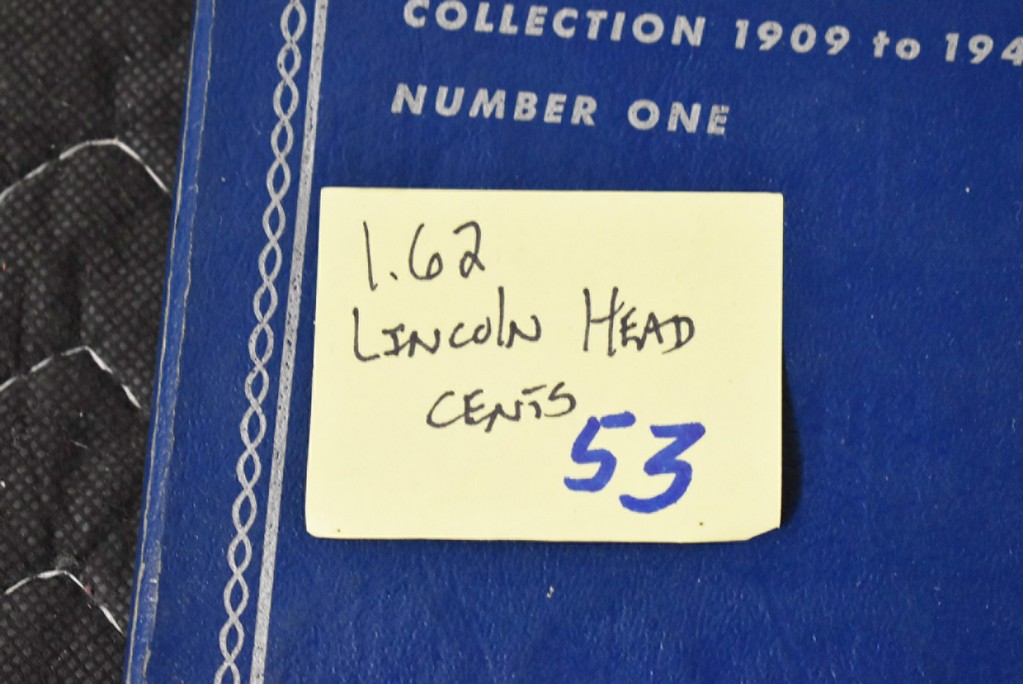 COLLECTION 1909 to 194
NUMBER ONE
1.62
LINCOLN HEAD
CENTS
53